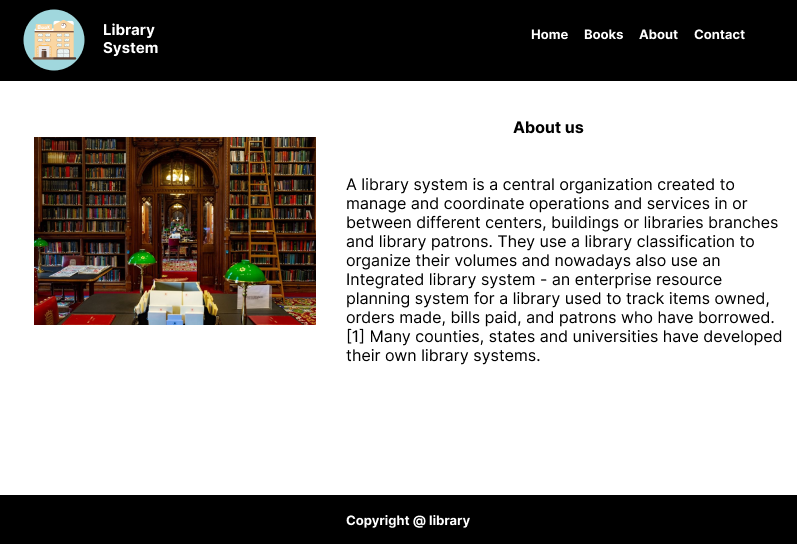 Library
System
Home Books About Contact
About us
A library system is a central organization created to
manage and coordinate operations and services in or
between different centers, buildings or libraries branches
and library patrons. They use a library classification to
organize their volumes and nowadays also use an
Integrated library system - an enterprise resource
planning system for a library used to track items owned,
orders made, bills paid, and patrons who have borrowed.
[1] Many counties, states and universities have developed
their own library systems.
Copyright @ library